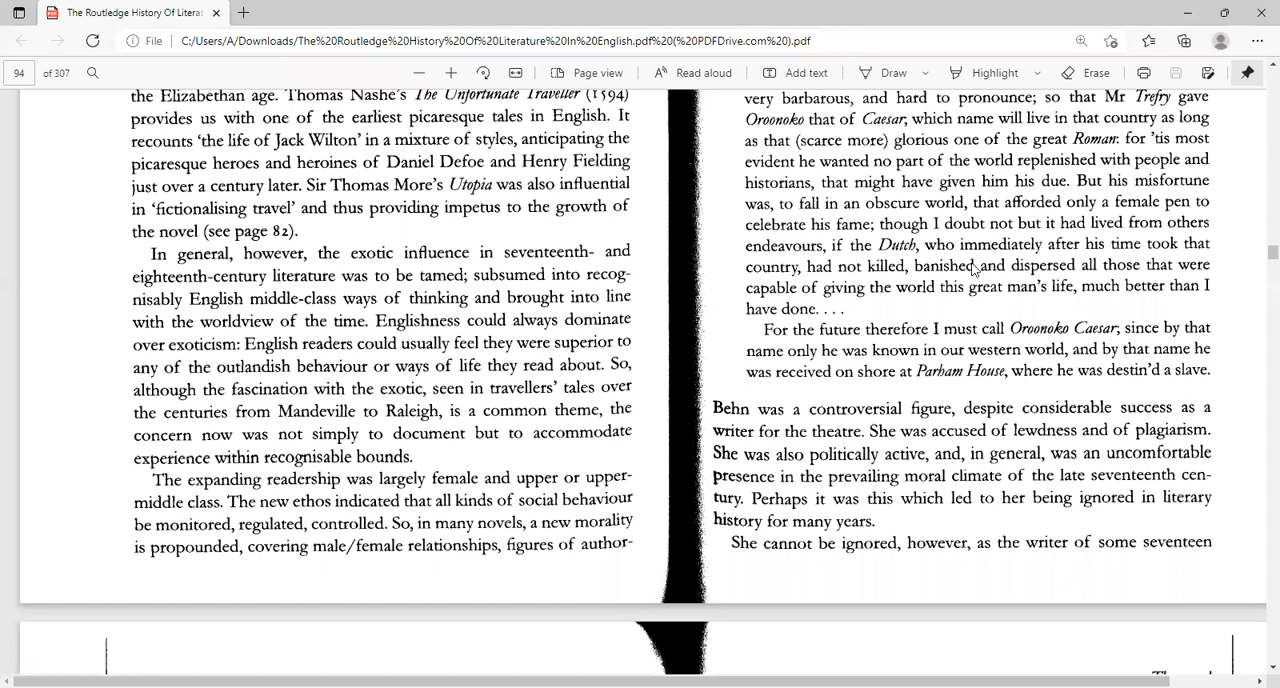 The Routledge History Of Literat
File
C:/Users/A/Downloads/The%20Routledge%20History%20Of%20Literature%20In%20English.pdf%20(%20PDFDrive.com%20).pdf
94 of 307
Page view
Read aloud
Add text
Draw
Highlight
Erase
the Elizabethan age. Thomas Nashe's The Unfortunate Traveller (1594)
provides us with one of the earliest picaresque tales in English. It
recounts 'the life of Jack Wilton' in a mixture of styles, anticipating the
picaresque heroes and heroines of Daniel Defoe and Henry Fielding
just over a century later. Sir Thomas More's Utopia was also influential
in 'fictionalising travel' and thus providing impetus to the growth of
the novel (see page 82).
In general, however, the exotic influence in seventeenth- and
eighteenth-century literature was to be tamed; subsumed into recog-
nisably English middle-class ways of thinking and brought into line
with the worldview of the time. Englishness could always dominate
over exoticism: English readers could usually feel they were superior to
any of the outlandish behaviour or ways of life they read about. So,
although the fascination with the exotic, seen in travellers' tales over
the centuries from Mandeville to Raleigh, is a common theme, the
concern now was not simply to document but to accommodate
experience within recognisable bounds.
The expanding readership was largely female and upper or upper-
middle class. The new ethos indicated that all kinds of social behaviour
be monitored, regulated, controlled. So, in many novels, a new morality
is propounded, covering male/female relationships, figures of author-
very barbarous, and hard to pronounce; so that Mr Trefry gave
Oroonoko that of Caesar, which name will live in that country as long
as that (scarce more) glorious one of the great Roman: for 'tis most
evident he wanted no part of the world replenished with people and
historians, that might have given him his due. But his misfortune
was, to fall in an obscure world, that afforded only a female pen to
celebrate his fame; though I doubt not but it had lived from others
endeavours, if the Dutch, who immediately after his time took that
country, had not killed, banished and dispersed all those that were
capable of giving the world this great man's life, much better than I
have done. . . .
For the future therefore I must call Oroonoko Caesar, since by that
name only he was known in our western world, and by that name he
was received on shore at Parham House, where he was destin'd a slave.
Behn was a controversial figure, despite considerable success as a
writer for the theatre. She was accused of lewdness and of plagiarism.
She was also politically active, and, in general, was an uncomfortable
presence in the prevailing moral climate of the late seventeenth cen-
tury. Perhaps it was this which led to her being ignored in literary
history for many years.
She cannot be ignored, however, as the writer of some seventeen